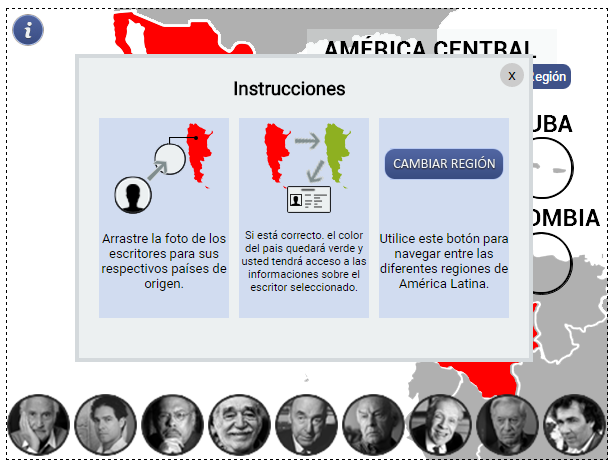 i
AMÉRICA CENTRAL
Región
x
Instrucciones
CAMBIAR REGIÓN
Arrastre la foto de los
escritores para sus
respectivos países de
origen.
Si está correcto. el color
del pais quedará verde y
usted tendrá acceso a las
informaciones sobre el
escritor seleccionado.
Utilice este botón para
navegar entre las
diferentes regiones de
América Latina.
UBA
OMBIA